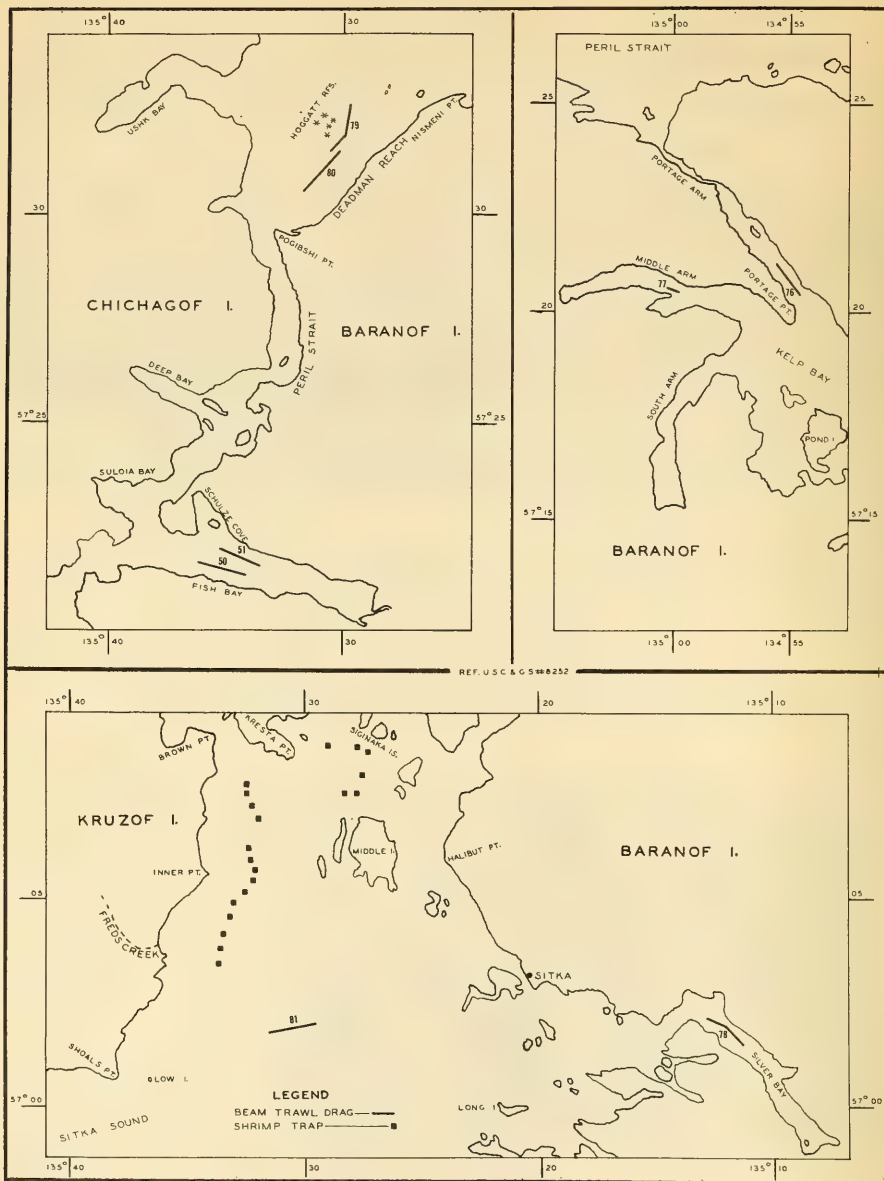 135° 40
30
USHK BAY
HOGGATT RFS.
79
NISMENI PT.
80
DEADMAN REACH
30
30
POGIBSHI PT.
CHICHAGOF I.
BARANOF I.
PERIL STRAIT
DEEP BAY
57° 25
57° 25
SULOIA BAY
SCHULZE COVE
51
50
FISH BAY
135° 40
30
135° 00
134° 55
PERIL STRAIT
25
25
PORTAGE ARM
MIDDLE ARM
77
76
PORTAGE PT.
20
20
KELP BAY
SOUTH ARM
POND I.
57° 15
57° 15
BARANOF I.
135° 00
134° 55
REF. U S C & G S #8252
135° 40
30
20
135° 10
BROWN PT.
KRESTA PT.
SIGINAKA IS.
KRUZOF I.
MIDDLE I.
HALIBUT PT.
BARANOF I.
INNER PT.
05
05
FREDS CREEK
SITKA
81
78
SILVER BAY
SHOALS PT.
LOW I.
LEGEND
57° 00
LONG I.
57° 00
BEAM TRAWL DRAG
SHRIMP TRAP
SITKA SOUND
135° 40
30
20
135° 10